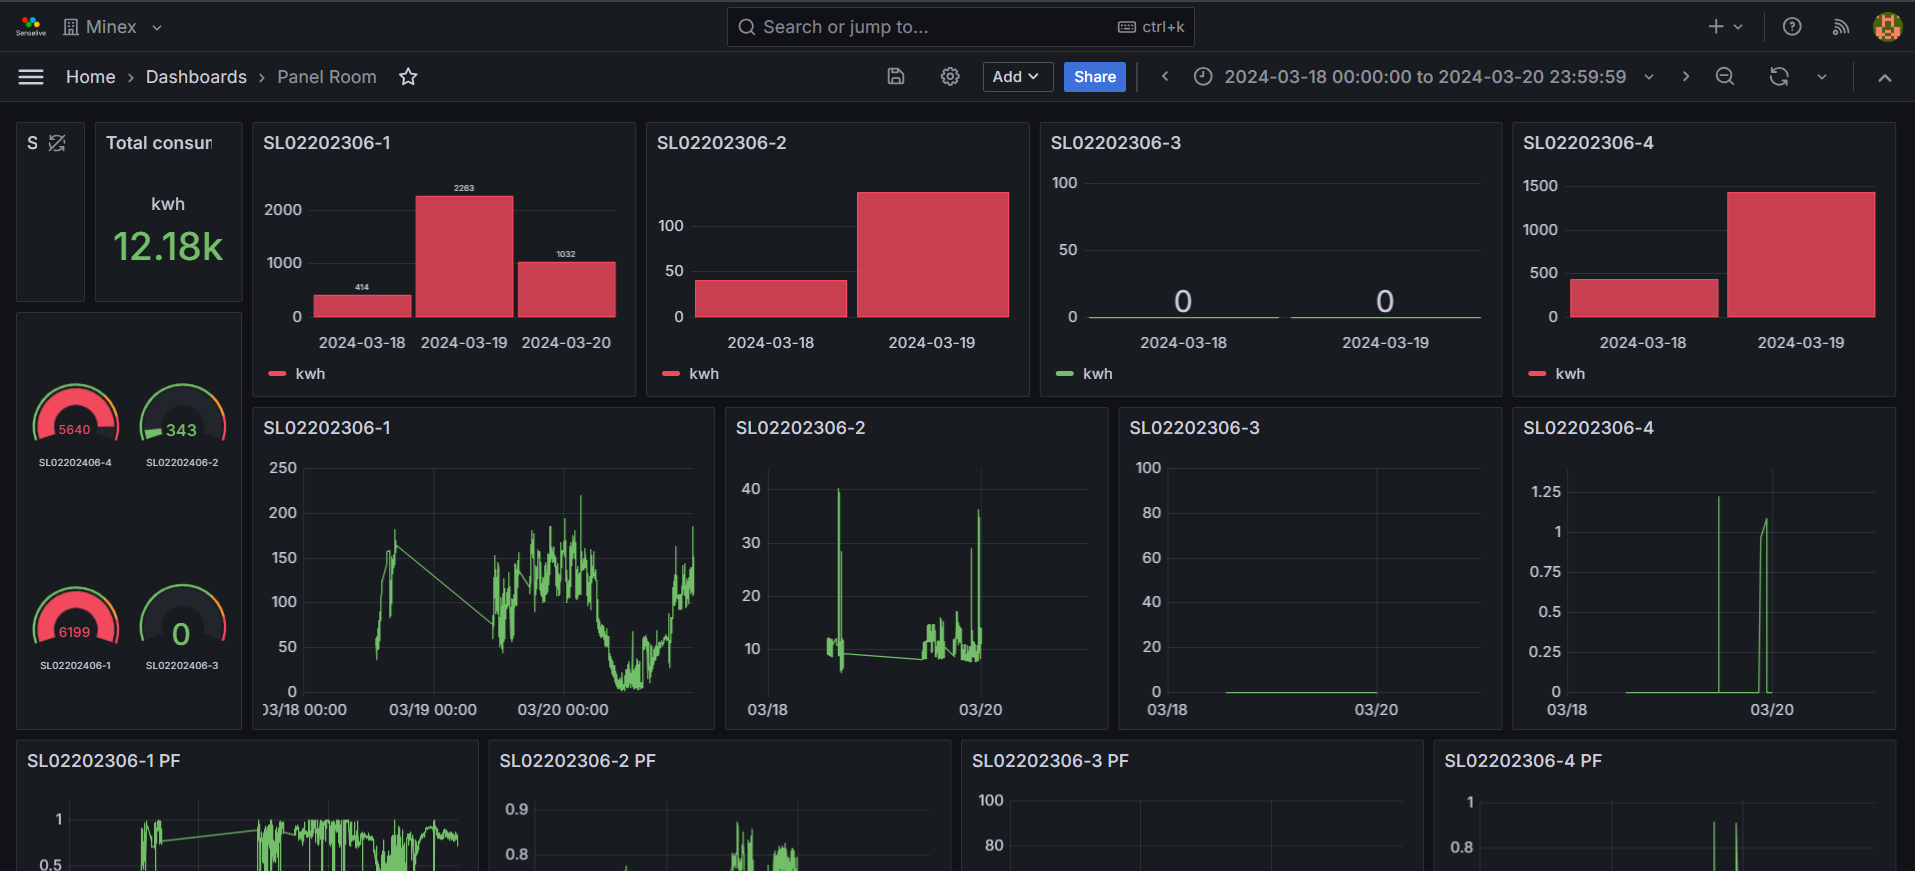 Senselive
Minex
Search or jump to...
ctrl+k
Home
Dashboards
Panel Room
Add
Share
2024-03-18 00:00:00 to 2024-03-20 23:59:59
S
Total consum
kwh
12.18k
SL02202306-1
2263
414
1032
2000
1000
0
2024-03-18
2024-03-19
2024-03-20
kwh
SL02202306-2
100
50
0
2024-03-18
2024-03-19
kwh
SL02202306-3
100
50
0
0
0
2024-03-18
2024-03-19
kwh
SL02202306-4
1500
1000
500
0
2024-03-18
2024-03-19
kwh
5640
343
SL02202406-4
SL02202406-2
6199
0
SL02202406-1
SL02202406-3
SL02202306-1
250
200
150
100
50
0
03/18 00:00
03/19 00:00
03/20 00:00
SL02202306-2
40
30
20
10
03/18
03/20
SL02202306-3
100
80
60
40
20
0
03/18
03/20
SL02202306-4
1.25
1
0.75
0.5
0.25
0
03/18
03/20
SL02202306-1 PF
1
0.5
SL02202306-2 PF
0.9
0.8
SL02202306-3 PF
100
80
SL02202306-4 PF
1
0.8